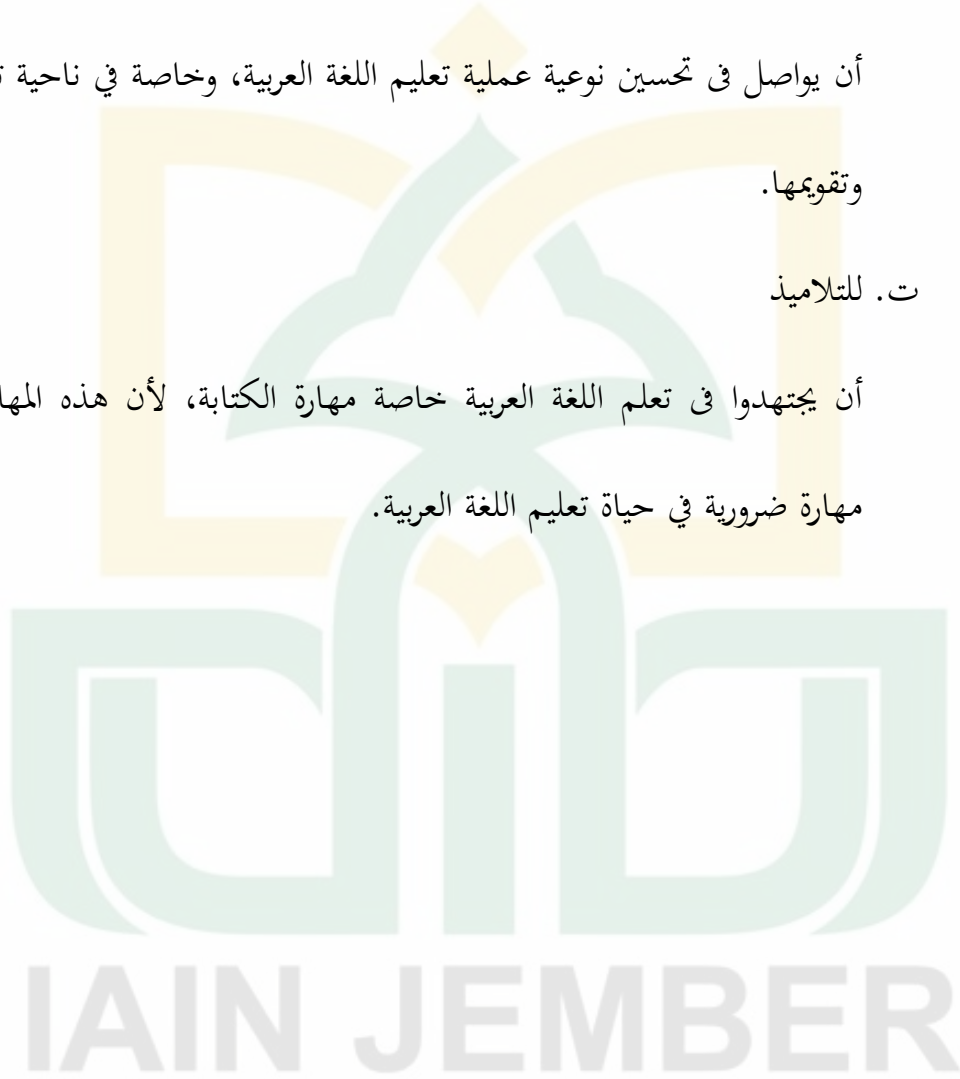 أن يواصل فى تحسين نوعية عملية تعليم اللغة العربية، وخاصة في ناحية
وتقويمها.
ت. للتلاميذ
أن يجتهدوا فى تعلم اللغة العربية خاصة مهارة الكتابة، لأن هذه
مهارة ضرورية في حياة تعليم اللغة العربية.
IAIN JEMBER